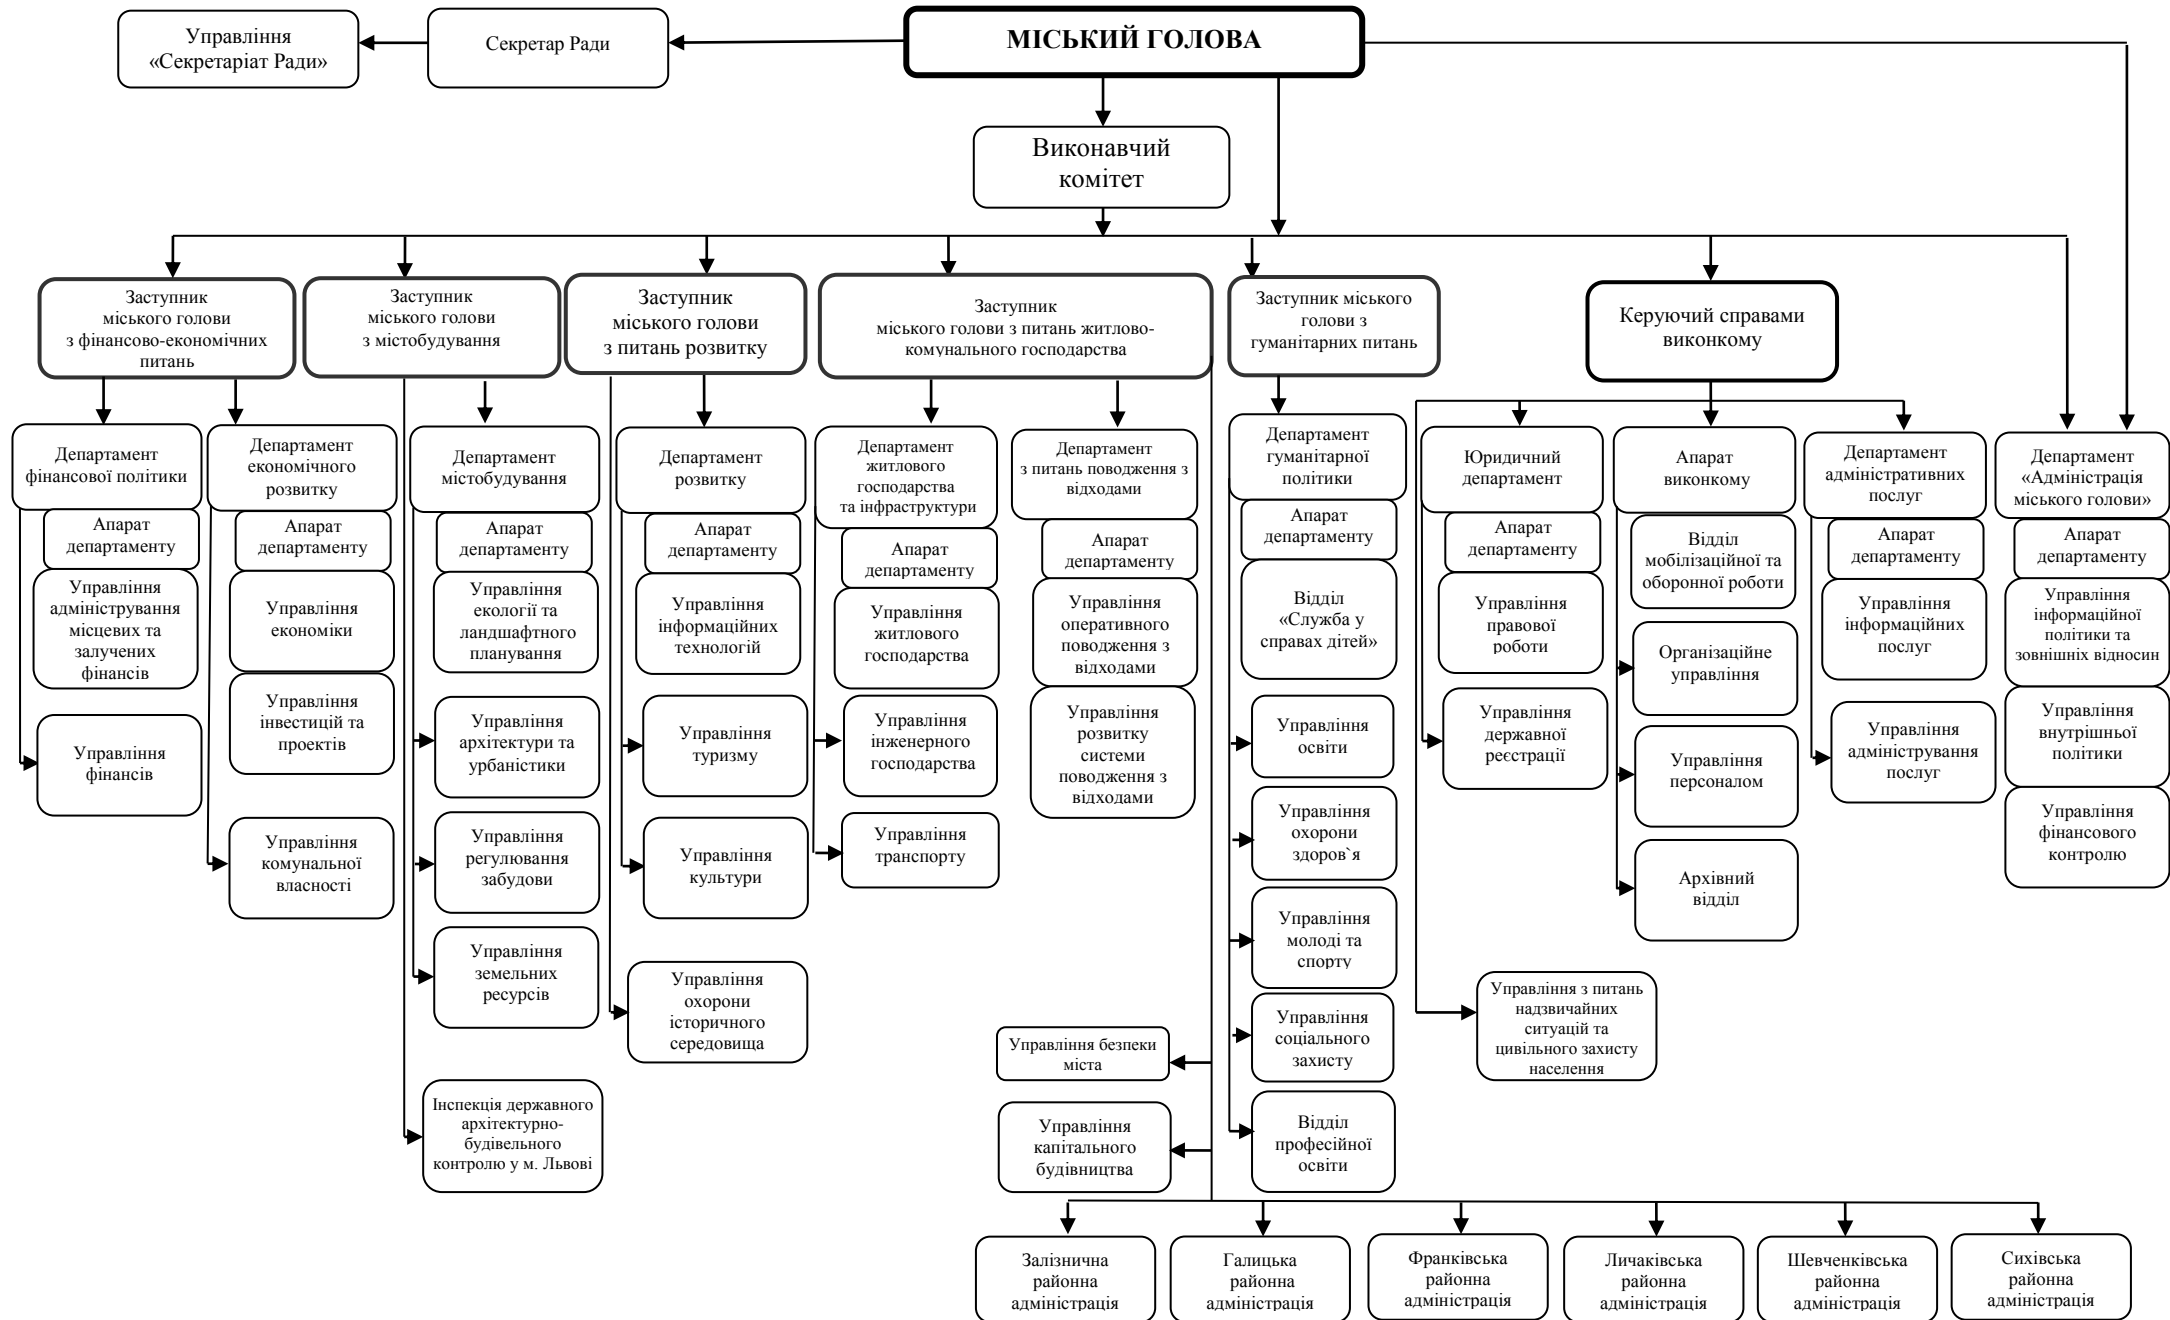 Управління
«Секретаріат Ради»
Секретар Ради
МІСЬКИЙ ГОЛОВА
Виконавчий
комітет
Заступник
міського голови
з фінансово-економічних
питань
Заступник
міського голови
з містобудування
Заступник
міського голови
з питань розвитку
Заступник
міського голови з питань житлово-
комунального господарства
Заступник міського
голови з
гуманітарних питань
Керуючий справами
виконкому
Департамент
фінансової політики
Апарат
департаменту
Управління
адміністрування
місцевих та
залучених
фінансів
Управління
фінансів
Департамент
економічного
розвитку
Апарат
департаменту
Управління
економіки
Управління
інвестицій та
проектів
Управління
комунальної
власності
Департамент
містобудування
Апарат
департаменту
Управління
екології та
ландшафтного
планування
Управління
архітектури та
урбаністики
Управління
регулювання
забудови
Управління
земельних
ресурсів
Інспекція державного
архітектурно-
будівельного
контролю у м. Львові
Департамент
розвитку
Апарат
департаменту
Управління
інформаційних
технологій
Управління
туризму
Управління
культури
Управління
охорони
історичного
середовища
Департамент
житлового
господарства
та інфраструктури
Апарат
департаменту
Управління
житлового
господарства
Управління
інженерного
господарства
Управління
транспорту
Департамент
з питань поводження з
відходами
Апарат
департаменту
Управління
оперативного
поводження з
відходами
Управління
розвитку
системи
поводження з
відходами
Управління безпеки
міста
Управління
капітального
будівництва
Департамент
гуманітарної
політики
Апарат
департаменту
Відділ
«Служба у
справах дітей»
Управління
освіти
Управління
охорони
здоров`я
Управління
молоді та
спорту
Управління
соціального
захисту
Відділ
професійної
освіти
Юридичний
департамент
Апарат
департаменту
Управління
правової
роботи
Управління
державної
реєстрації
Управління з питань
надзвичайних
ситуацій та
цивільного захисту
населення
Апарат
виконкому
Відділ
мобілізаційної та
оборонної роботи
Організаційне
управління
Управління
персоналом
Архівний
відділ
Департамент
адміністративних
послуг
Апарат
департаменту
Управління
інформаційних
послуг
Управління
адміністрування
послуг
Департамент
«Адміністрація
міського голови»
Апарат
департаменту
Управління
інформаційної
політики та
зовнішніх відносин
Управління
внутрішньої
політики
Управління
фінансового
контролю
Залізнична
районна
адміністрація
Галицька
районна
адміністрація
Франківська
районна
адміністрація
Личаківська
районна
адміністрація
Шевченківська
районна
адміністрація
Сихівська
районна
адміністрація